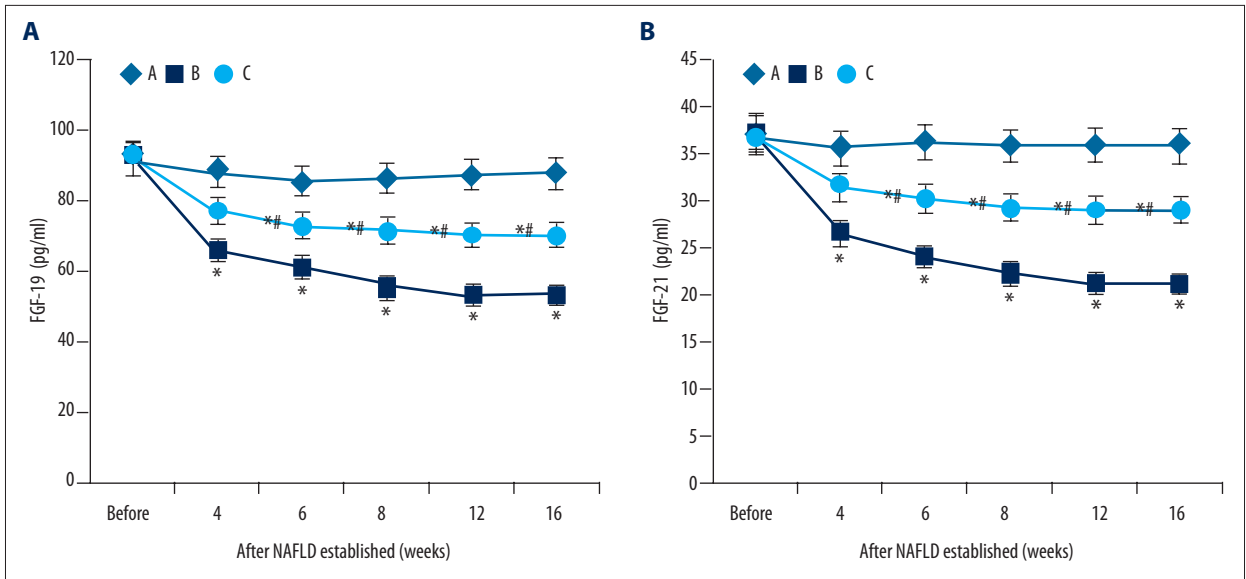 A
120
100
80
60
40
20
0
FGF-19 (pg/ml)
A B C
*# *# *# *#
* * * * *
Before 4 6 8 12 16
After NAFLD established (weeks)
B
45
40
35
30
25
20
15
10
5
0
FGF-21 (pg/ml)
A B C
*# *# *# *#
* * * * *
Before 4 6 8 12 16
After NAFLD established (weeks)